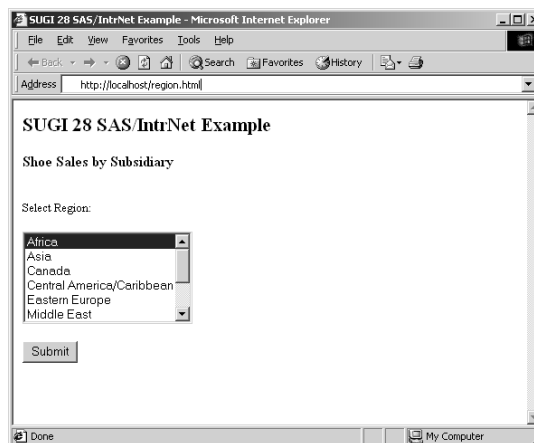 SUGI 28 SAS/IntrNet Example - Microsoft Internet Explorer
File Edit View Favorites Tools Help
Back Search Favorites History
Address http://localhost/region.html
SUGI 28 SAS/IntrNet Example
Shoe Sales by Subsidiary
Select Region:
Africa
Asia
Canada
Central America/Caribbean
Eastern Europe
Middle East
Submit
Done My Computer